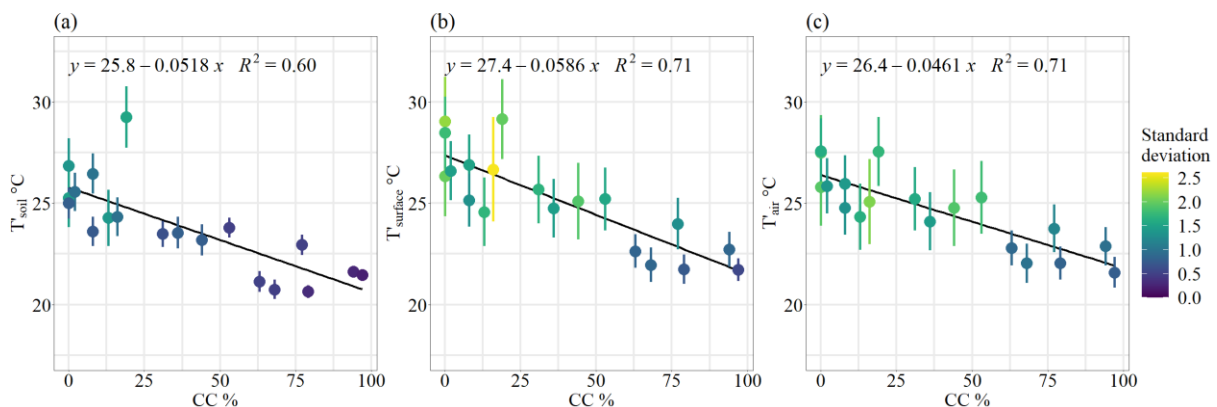 (a)
y = 25.8 − 0.0518 x R² = 0.60
30
25
20
T'soil °C
0 25 50 75 100
CC %
(b)
y = 27.4 − 0.0586 x R² = 0.71
30
25
20
T'surface °C
0 25 50 75 100
CC %
(c)
y = 26.4 − 0.0461 x R² = 0.71
30
25
20
T'air °C
0 25 50 75 100
CC %
Standard
deviation
2.5
2.0
1.5
1.0
0.5
0.0